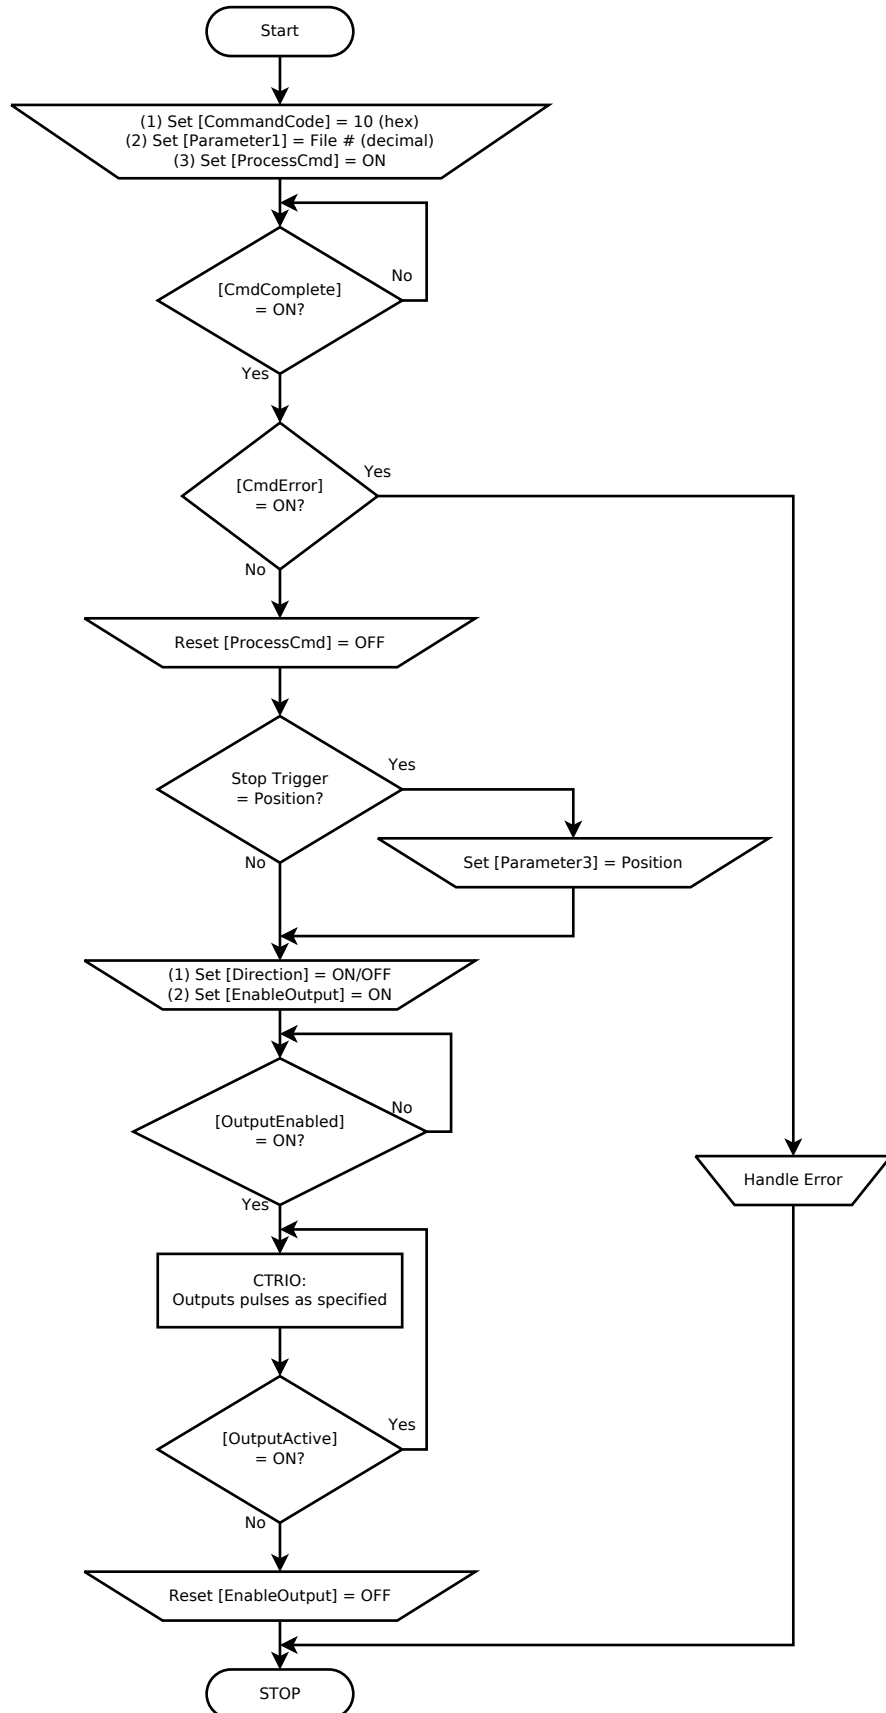 Start
(1) Set [CommandCode] = 10 (hex)
(2) Set [Parameter1] = File # (decimal)
(3) Set [ProcessCmd] = ON
[CmdComplete]
= ON?
No
Yes
[CmdError]
= ON?
Yes
No
Reset [ProcessCmd] = OFF
Stop Trigger
= Position?
Yes
No
Set [Parameter3] = Position
(1) Set [Direction] = ON/OFF
(2) Set [EnableOutput] = ON
[OutputEnabled]
= ON?
No
Yes
Handle Error
CTRIO:
Outputs pulses as specified
[OutputActive]
= ON?
Yes
No
Reset [EnableOutput] = OFF
STOP